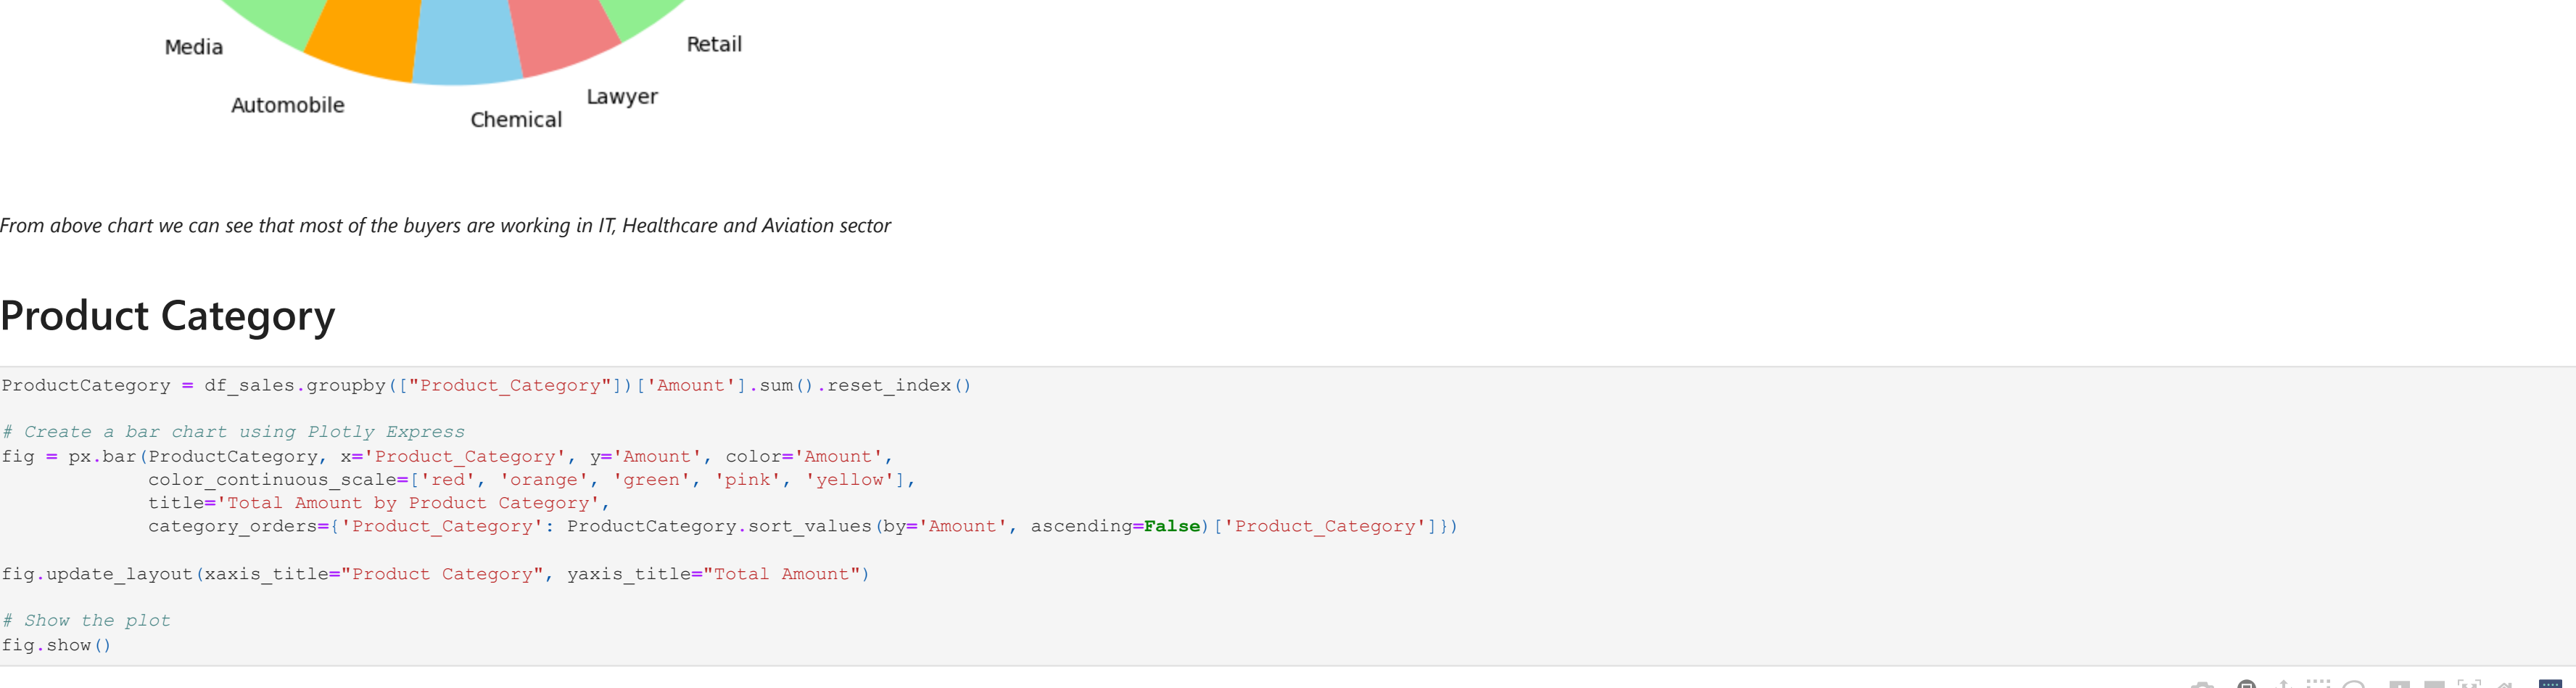 Media
Retail
Automobile
Lawyer
Chemical
From above chart we can see that most of the buyers are working in IT, Healthcare and Aviation sector
Product Category
ProductCategory = df_sales.groupby(["Product_Category"])['Amount'].sum().reset_index()
# Create a bar chart using Plotly Express
fig = px.bar(ProductCategory, x='Product_Category', y='Amount', color='Amount',
             color_continuous_scale=['red', 'orange', 'green', 'pink', 'yellow'],
             title='Total Amount by Product Category',
             category_orders={'Product_Category': ProductCategory.sort_values(by='Amount', ascending=False)['Product_Category']})
fig.update_layout(xaxis_title="Product Category", yaxis_title="Total Amount")
# Show the plot
fig.show()